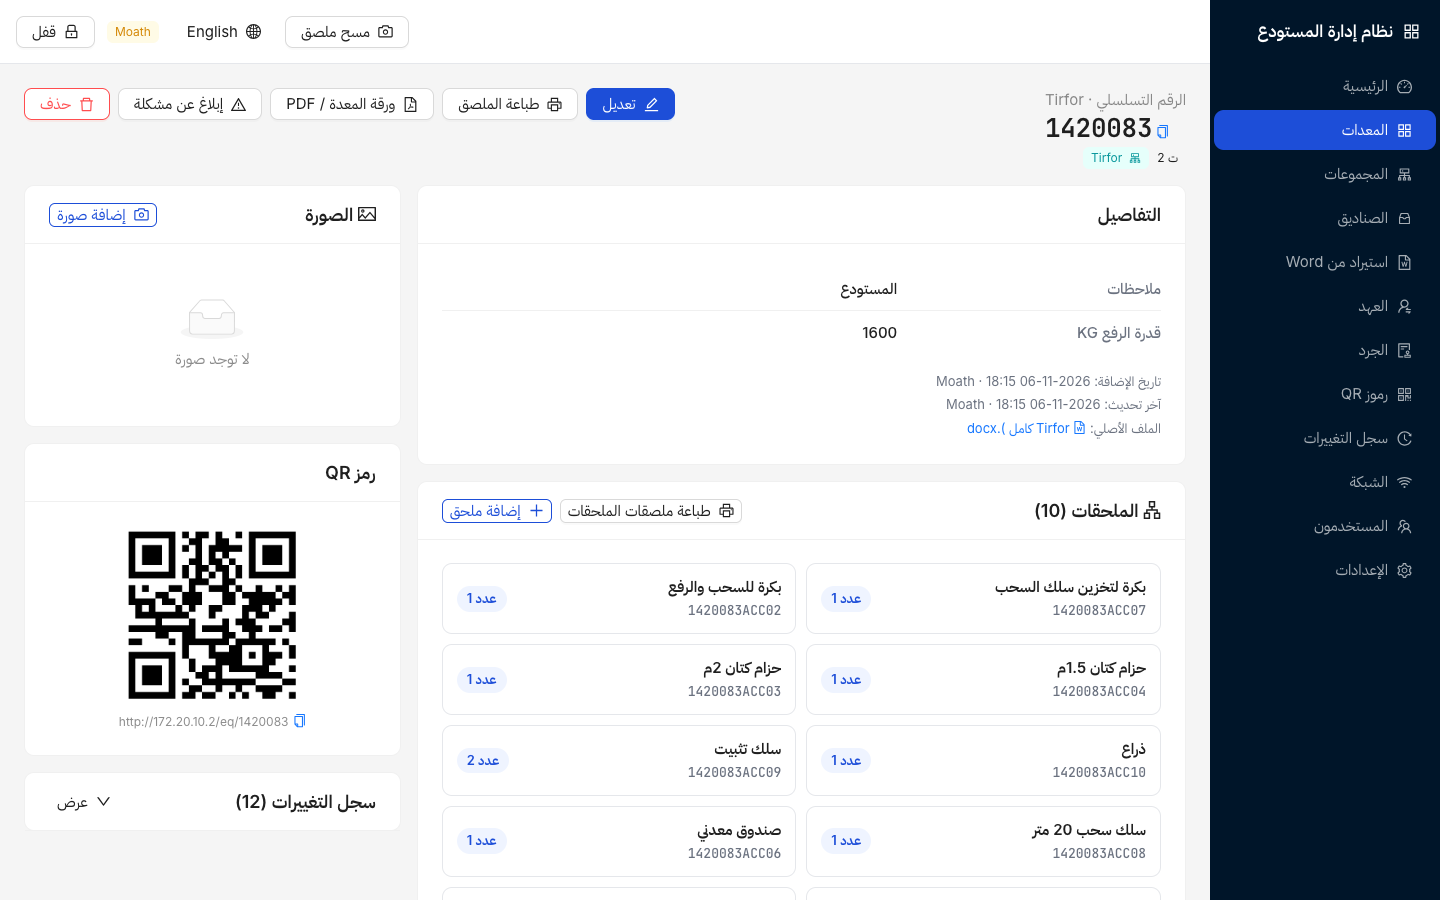 نظام إدارة المستودع
الرئيسية
المعدات
المجموعات
الصناديق
استيراد من Word
العهد
الجرد
رموز QR
سجل التغييرات
الشبكة
المستخدمون
الإعدادات
مسح ملصق
English
Moath
قفل
الرقم التسلسلي · Tirfor
1420083
ت 2
Tirfor
تعديل
طباعة الملصق
ورقة المعدة / PDF
إبلاغ عن مشكلة
حذف
التفاصيل
ملاحظات
المستودع
قدرة الرفع KG
1600
تاريخ الإضافة: 2026-11-06 18:15 · Moath
آخر تحديث: 2026-11-06 18:15 · Moath
الملف الأصلي: Tirfor كامل ).docx
الملحقات (10)
طباعة ملصقات الملحقات
إضافة ملحق
بكرة لتخزين سلك السحب
1420083ACC07
عدد 1
بكرة للسحب والرفع
1420083ACC02
عدد 1
حزام كتان 1.5م
1420083ACC04
عدد 1
حزام كتان 2م
1420083ACC03
عدد 1
ذراع
1420083ACC10
عدد 1
سلك تثبيت
1420083ACC09
عدد 2
سلك سحب 20 متر
1420083ACC08
عدد 1
صندوق معدني
1420083ACC06
عدد 1
الصورة
إضافة صورة
لا توجد صورة
رمز QR
http://172.20.10.2/eq/1420083
سجل التغييرات (12)
عرض